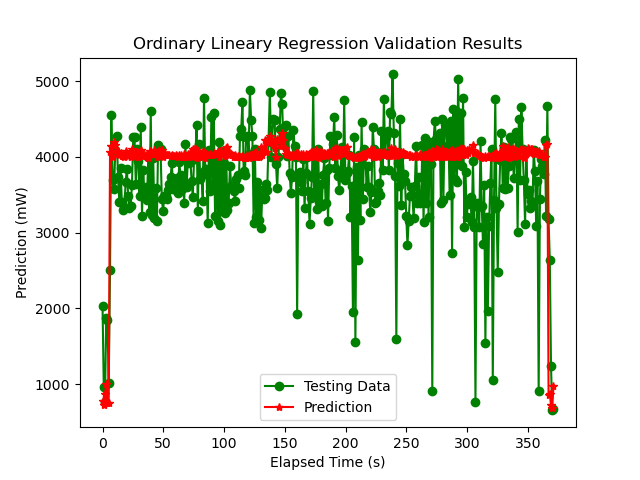 Ordinary Lineary Regression Validation Results
Prediction (mW)
5000
4000
3000
2000
1000
Testing Data
Prediction
0
50
100
150
200
250
300
350
Elapsed Time (s)